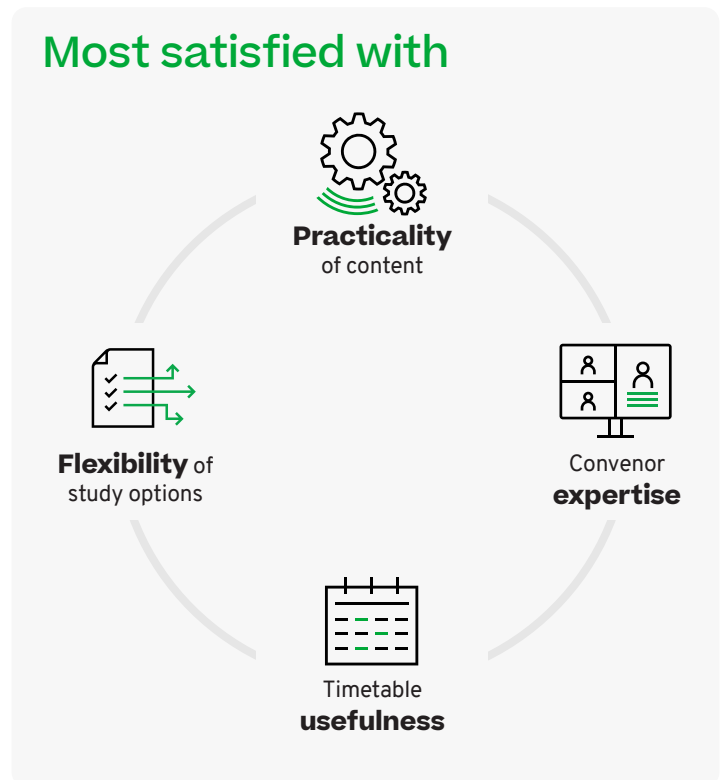 Most satisfied with
Practicality
of content
Flexibility of
study options
Convenor
expertise
Timetable
usefulness